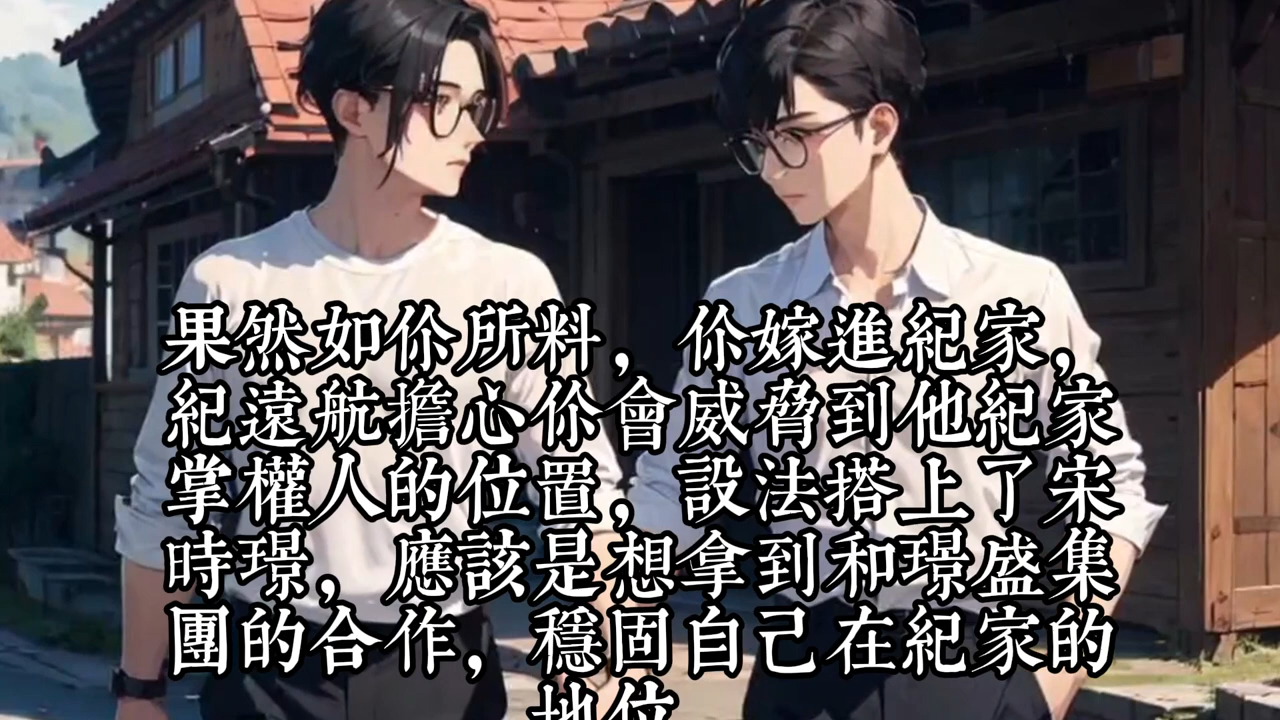 果然如你所料，你嫁進紀家，
紀遠航擔心你會威脅到他紀家
掌權人的位置，設法搭上了宋
時璟，應該是想拿到和璟盛集
團的合作，穩固自己在紀家的
地位